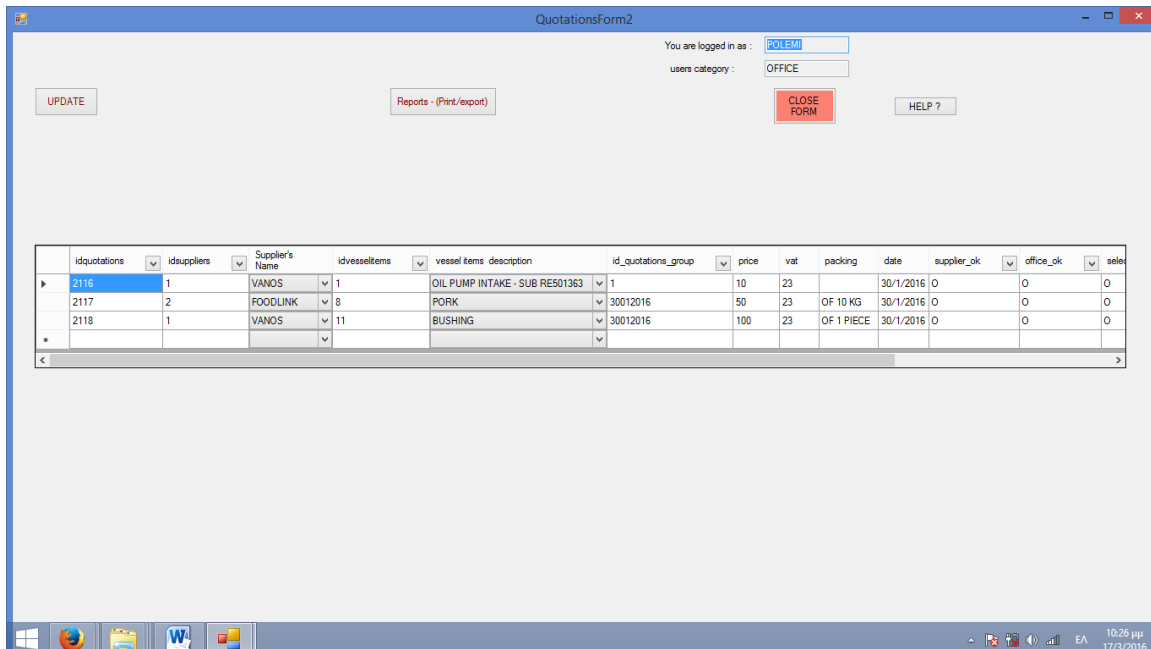 QuotationsForm2
You are logged in as : POLEMI
users category : OFFICE
UPDATE Reports - (Print/export) CLOSE FORM HELP ?
idquotations idsuppliers Supplier's Name idvesselitems vessel items description id_quotations_group price vat packing date supplier_ok office_ok selec
2116 1 VANOS 1 OIL PUMP INTAKE - SUB RE501363 1 10 23 30/1/2016 O O O
2117 2 FOODLINK 8 PORK 30012016 50 23 OF 10 KG 30/1/2016 O O O
2118 1 VANOS 11 BUSHING 30012016 100 23 OF 1 PIECE 30/1/2016 O O O
ΕΛ 10:26 μμ
17/3/2016